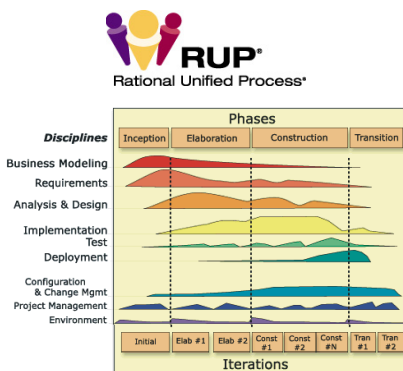 RUP®
Rational Unified Process®
Phases
Disciplines
Inception
Elaboration
Construction
Transition
Business Modeling
Requirements
Analysis & Design
Implementation
Test
Deployment
Configuration
& Change Mgmt
Project Management
Environment
Initial
Elab #1
Elab #2
Const
#1
Const
#2
Const
#N
Tran
#1
Tran
#2
Iterations